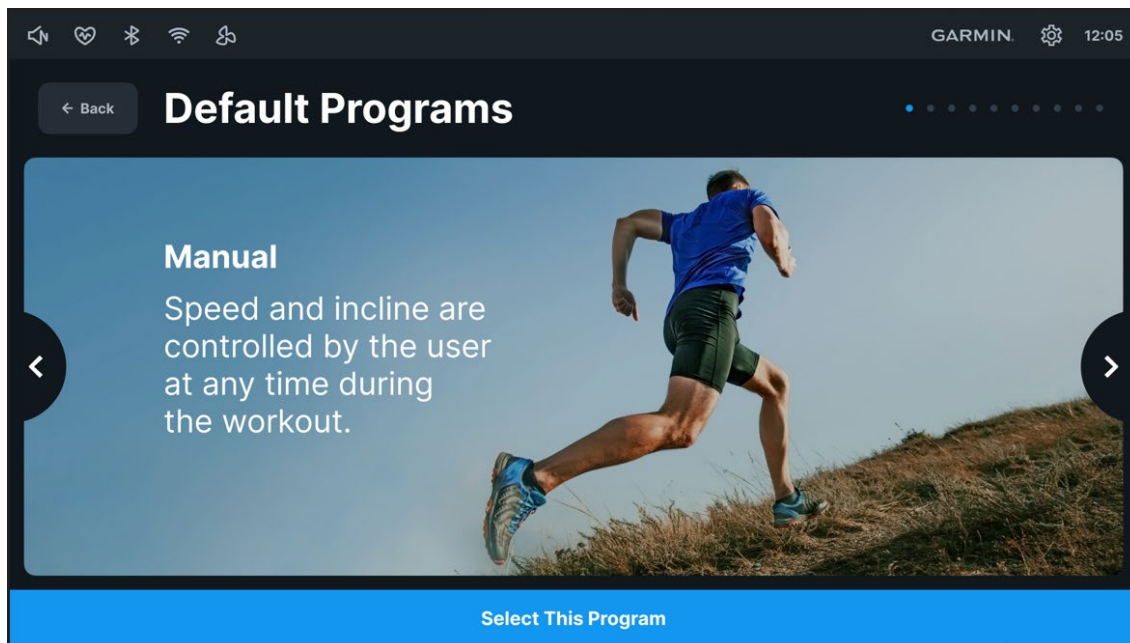 GARMIN. 12:05
← Back
Default Programs
Manual
Speed and incline are
controlled by the user
at any time during
the workout.
Select This Program